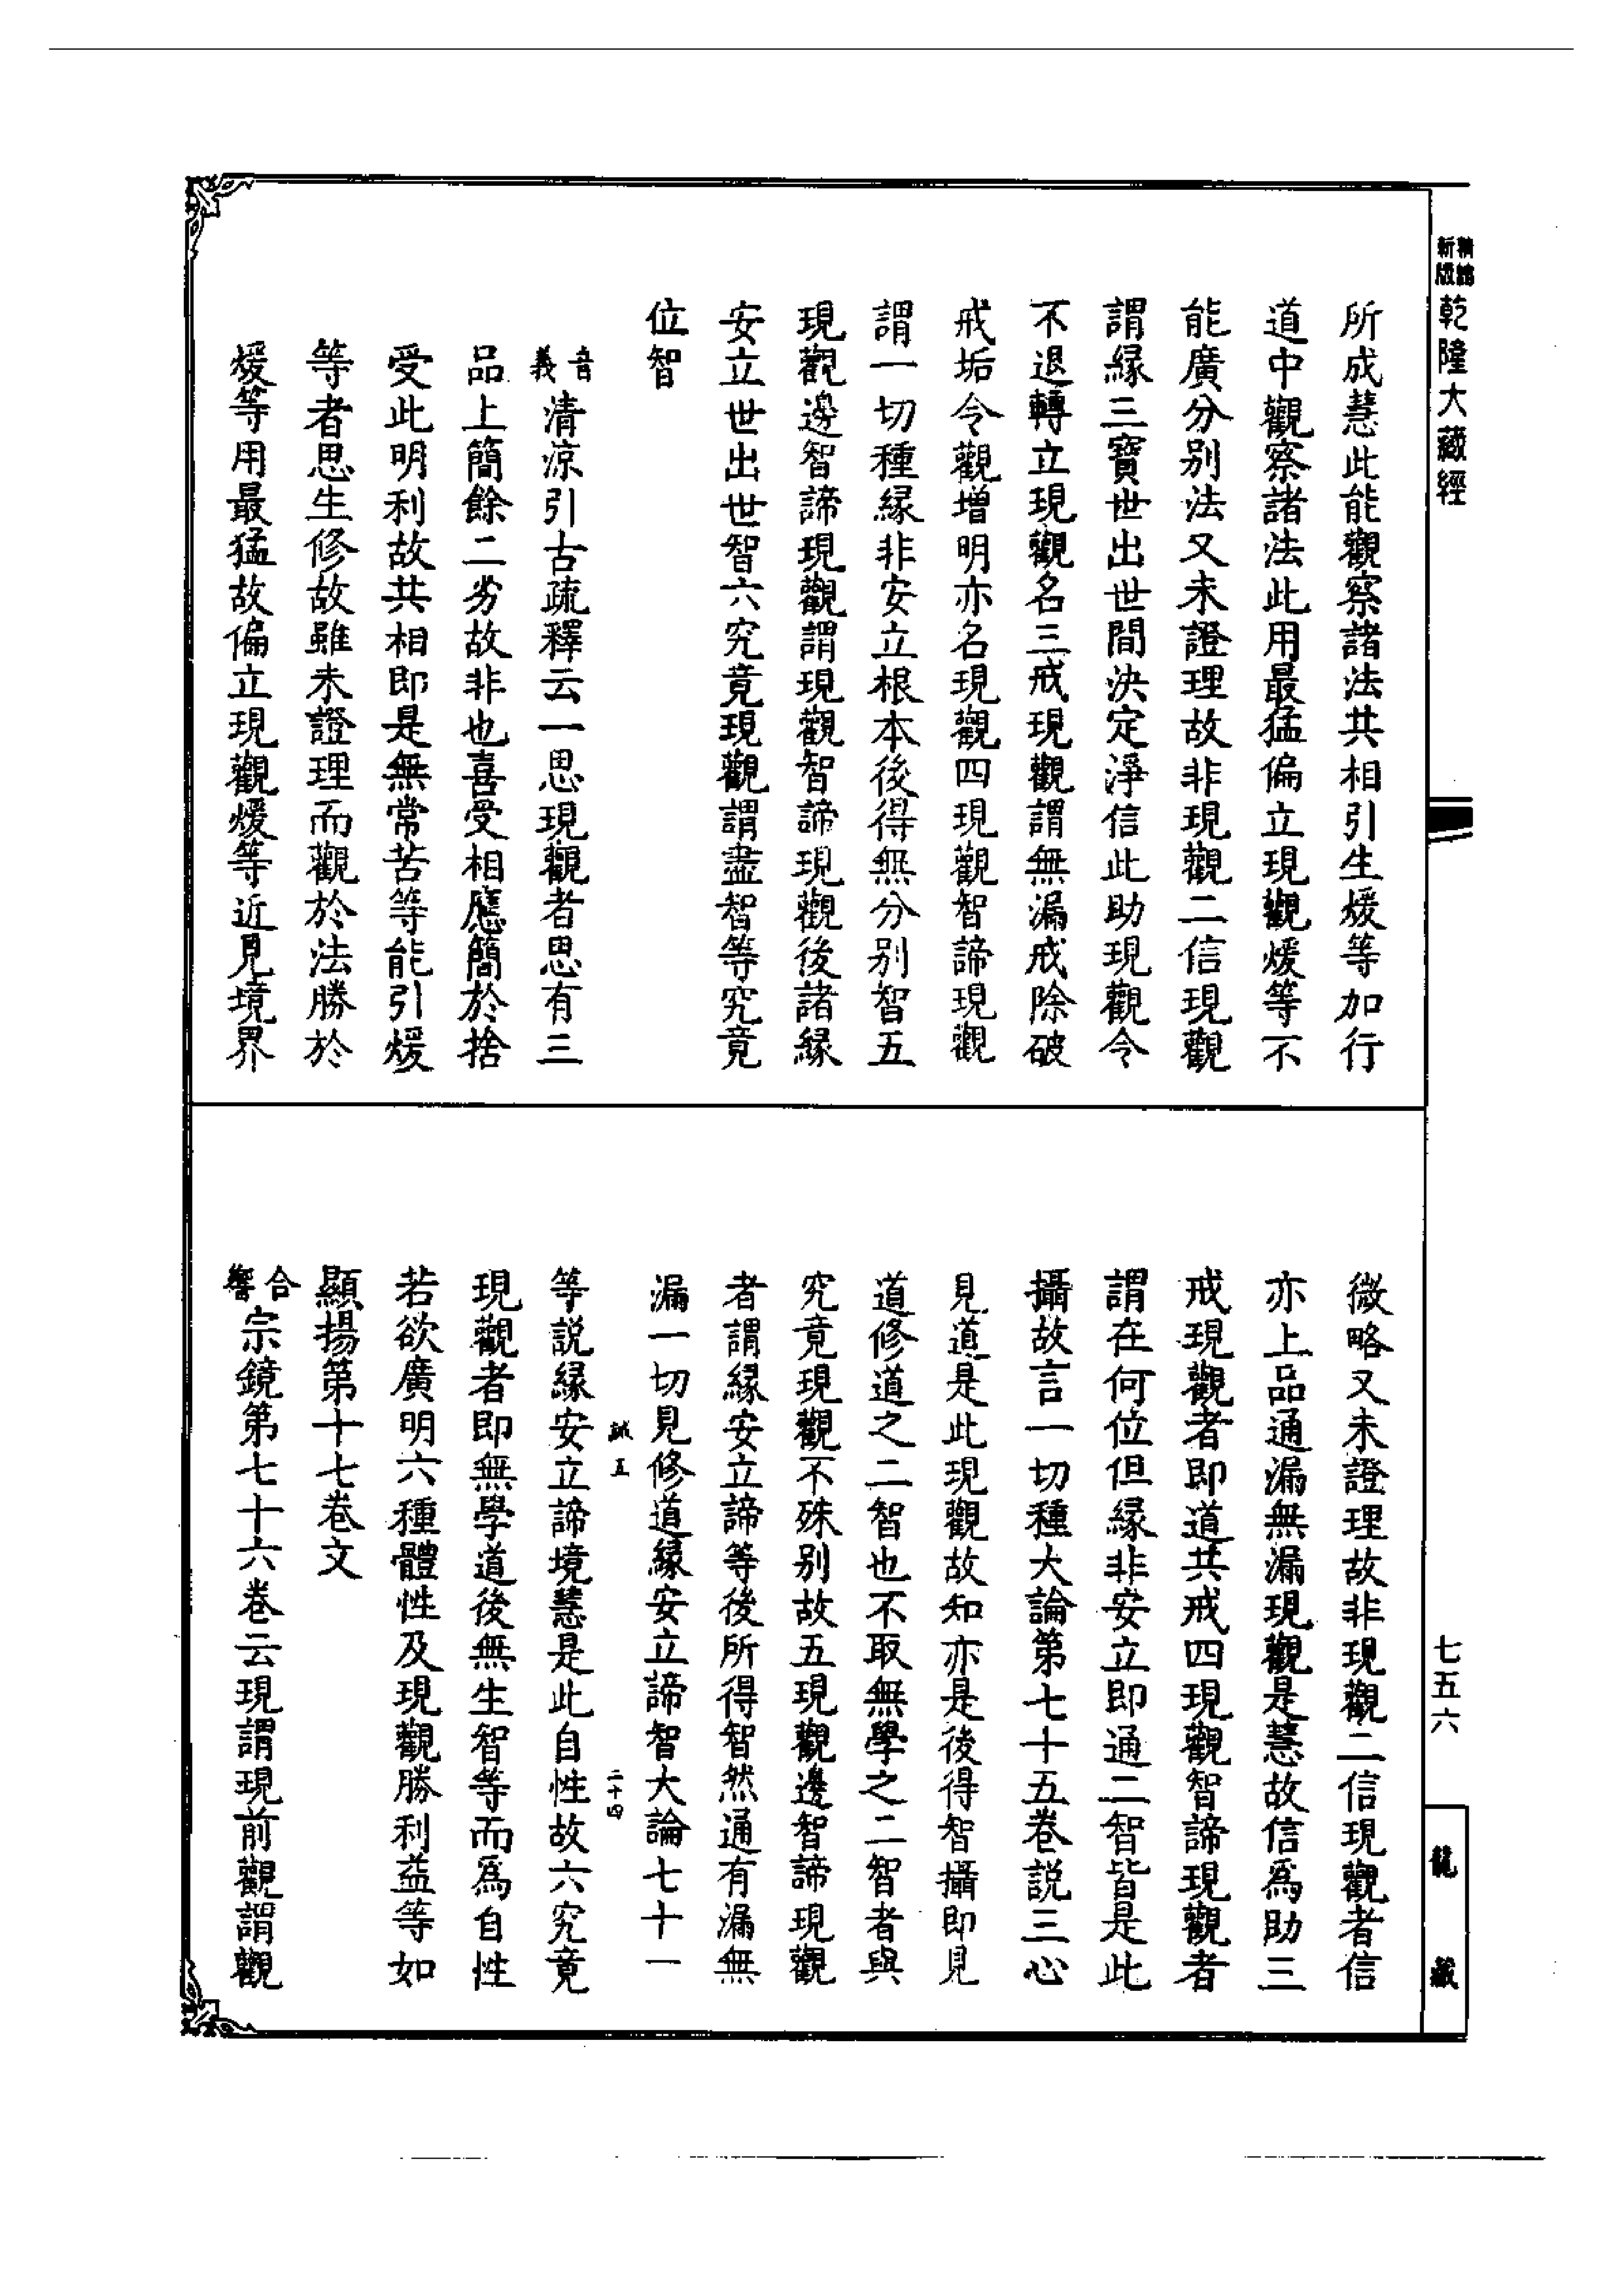 精編新版
乾隆大藏經
所成慧此能觀察諸法共相引生煖等加行
道中觀察諸法此用最猛偏立現觀煖等不
能廣分别法又未證理故非現觀二信現觀
謂緣三寶世出世間決定淨信此助現觀令
不退轉立現觀名三戒現觀謂無漏戒除破
戒垢令觀增明亦名現觀四現觀智諦現觀
謂一切種緣非安立根本後得無分别智五
現觀邊智諦現觀謂現觀智諦現觀後諸緣
安立世出世智六究竟現觀謂盡智等究竟
位智
音義清涼引古疏釋云一思現觀者思有三
品上簡餘二劣故非也喜受相應簡於捨
受此明利故共相即是無常苦等能引煖
等者思生修故雖未證理而觀於法勝於
煖等用最猛故偏立現觀煖等近見境界
微略又未證理故非現觀二信現觀者信
亦上品通漏無漏現觀是慧故信爲助三
戒現觀者即道共戒四現觀智諦現觀者
謂在何位但緣非安立即通二智皆是此
攝故言一切種大論第七十五卷説三心
見道是此現觀故知亦是後得智攝即見
道修道之二智也不取無學之二智者與
究竟現觀不殊别故五現觀邊智諦現觀
者謂緣安立諦等後所得智然通有漏無
漏一切見修道緣安立諦智大論七十一
誠五
二十四
等説緣安立諦境慧是此自性故六究竟
現觀者即無學道後無生智等而爲自性
若欲廣明六種體性及現觀勝利益等如
顯揚第十七卷文
合響宗鏡第七十六卷云現謂現前觀謂觀
七五六
龍藏